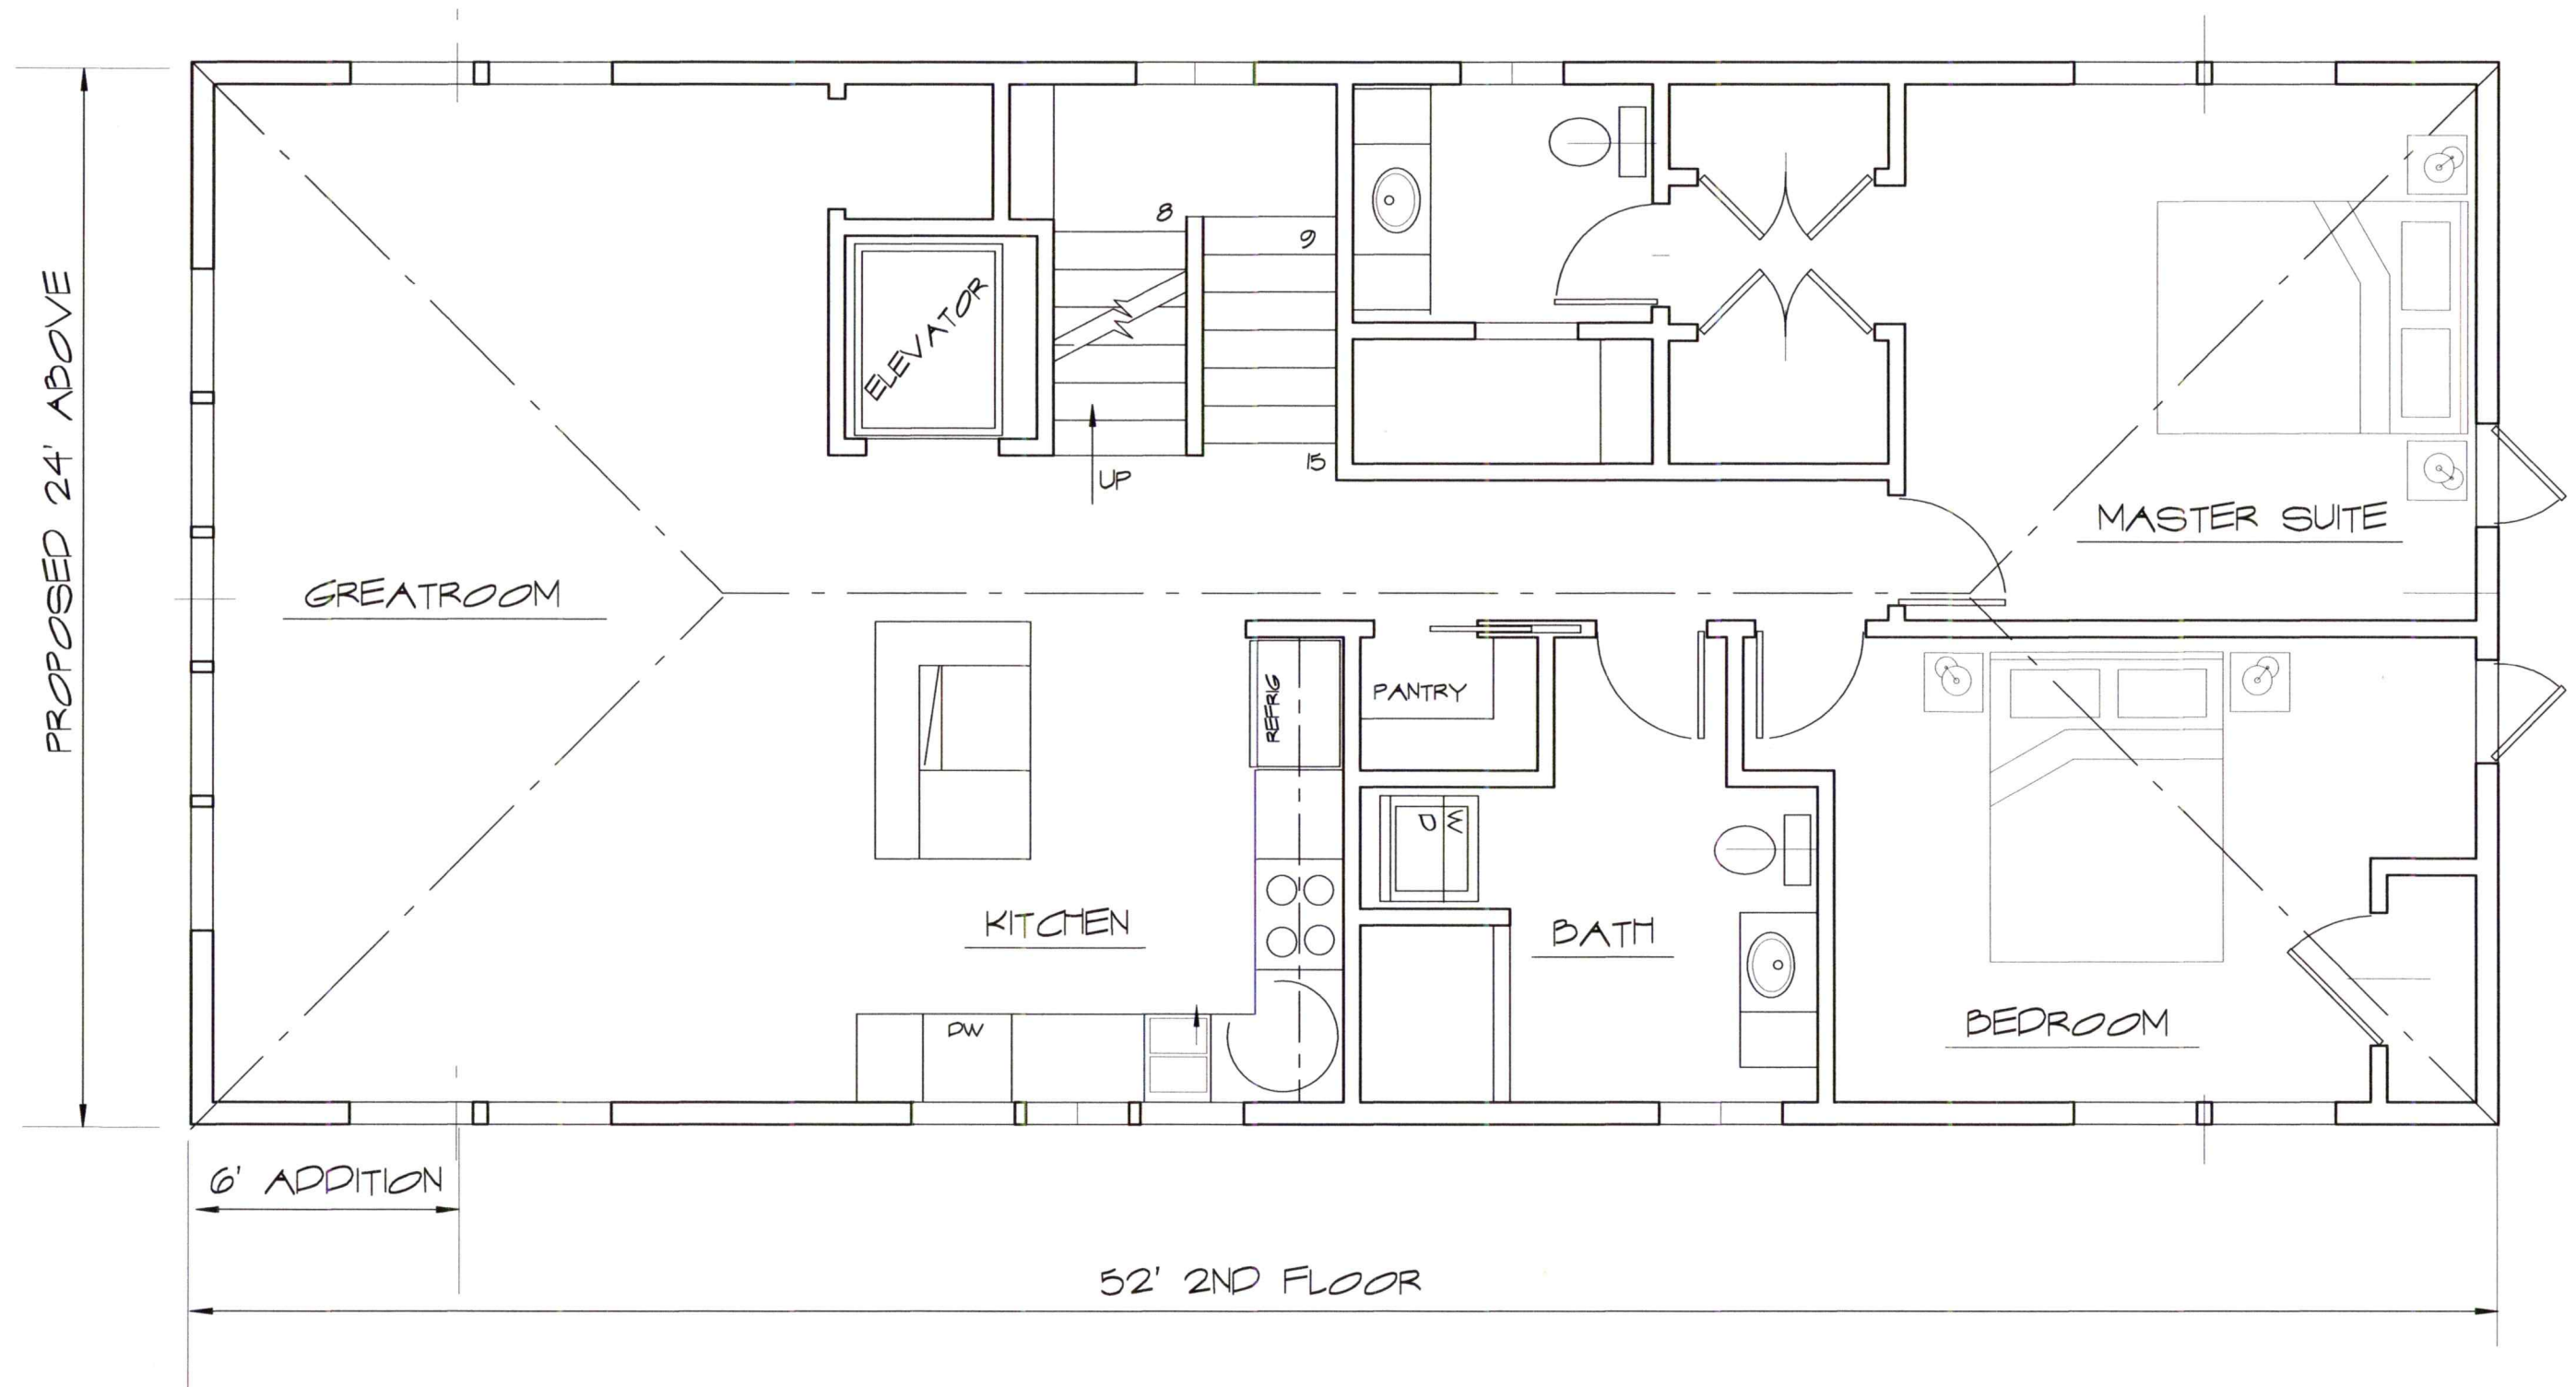 8
9
ELEVATOR
15
UP
PROPOSED 24' ABOVE
MASTER SUITE
GREATROOM
REFRIG
PANTRY
W
D
KITCHEN
BATH
BEDROOM
DW
6' ADDITION
52' 2ND FLOOR